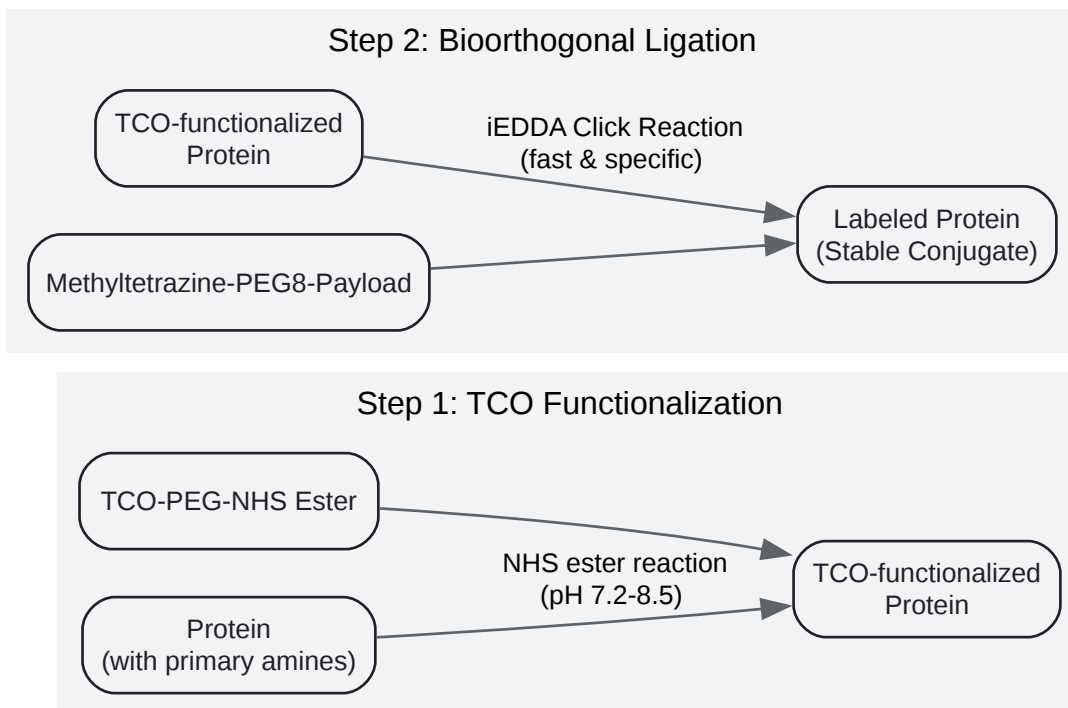 Step 2: Bioorthogonal Ligation
TCO-functionalized
Protein
iEDDA Click Reaction
(fast & specific)
Methyltetrazine-PEG8-Payload
Labeled Protein
(Stable Conjugate)
Step 1: TCO Functionalization
TCO-PEG-NHS Ester
NHS ester reaction
(pH 7.2-8.5)
Protein
(with primary amines)
TCO-functionalized
Protein